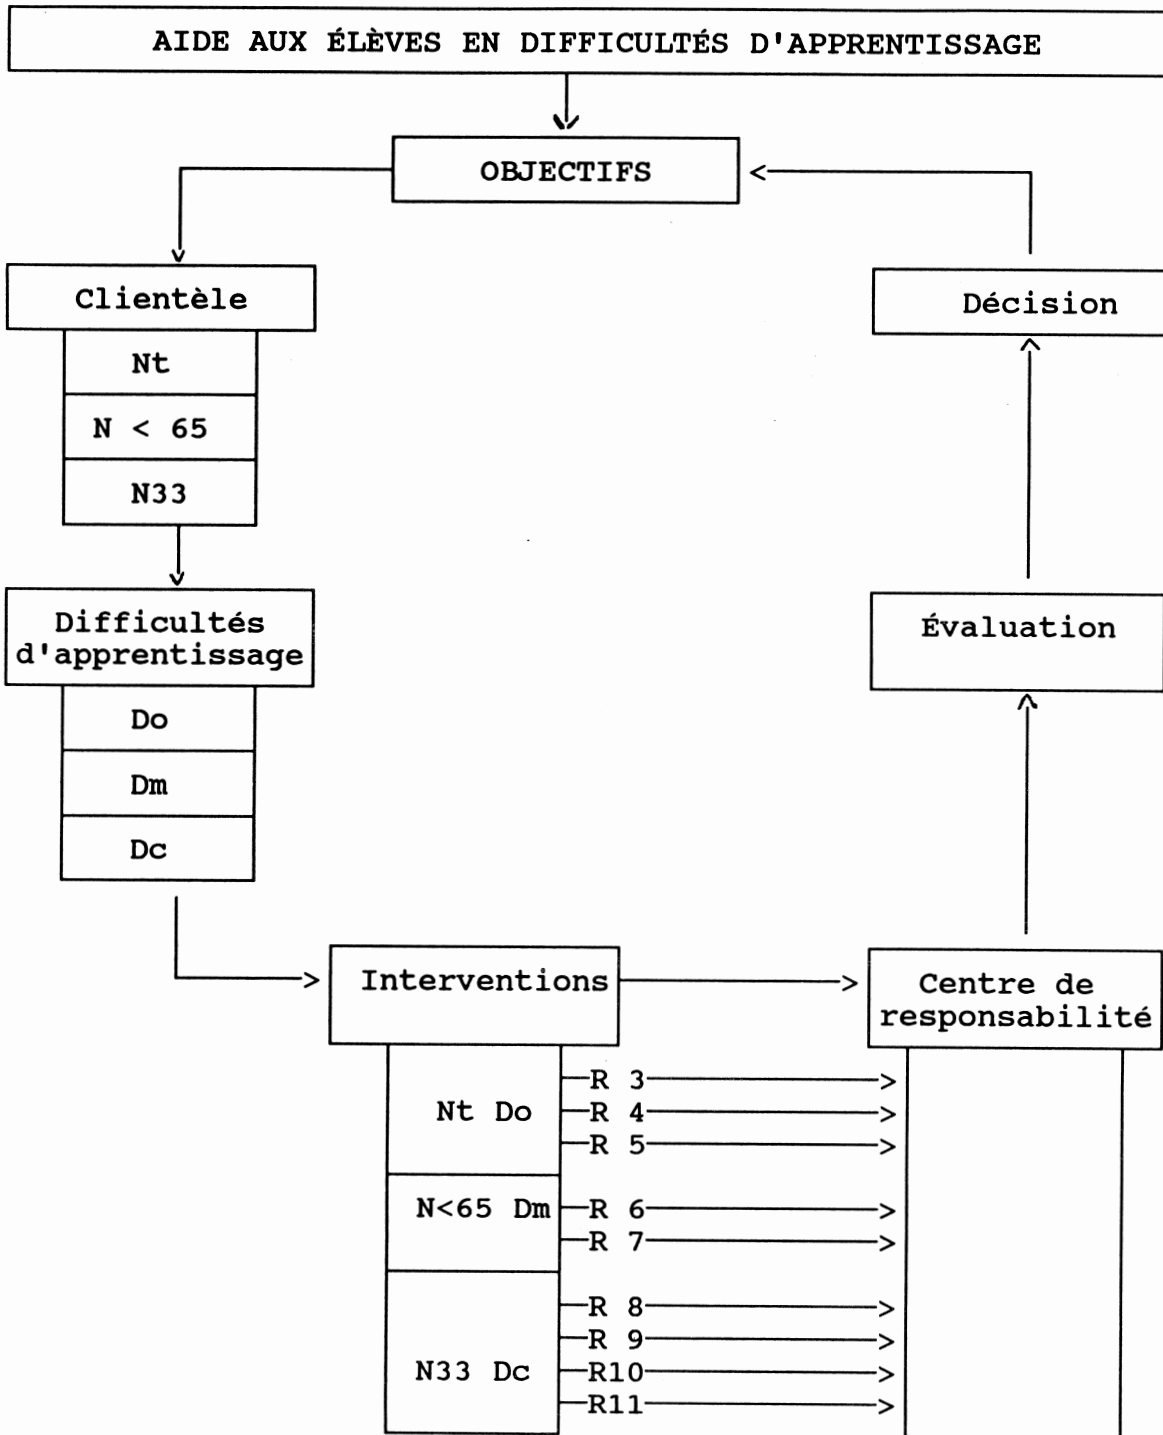 AIDE AUX ÉLÈVES EN DIFFICULTÉS D'APPRENTISSAGE
OBJECTIFS
Clientèle
Nt
N < 65
N33
Décision
Difficultés
d'apprentissage
Do
Dm
Dc
Évaluation
Interventions
Centre de
responsabilité
Nt Do
R 3
R 4
R 5
N<65 Dm
R 6
R 7
N33 Dc
R 8
R 9
R10
R11